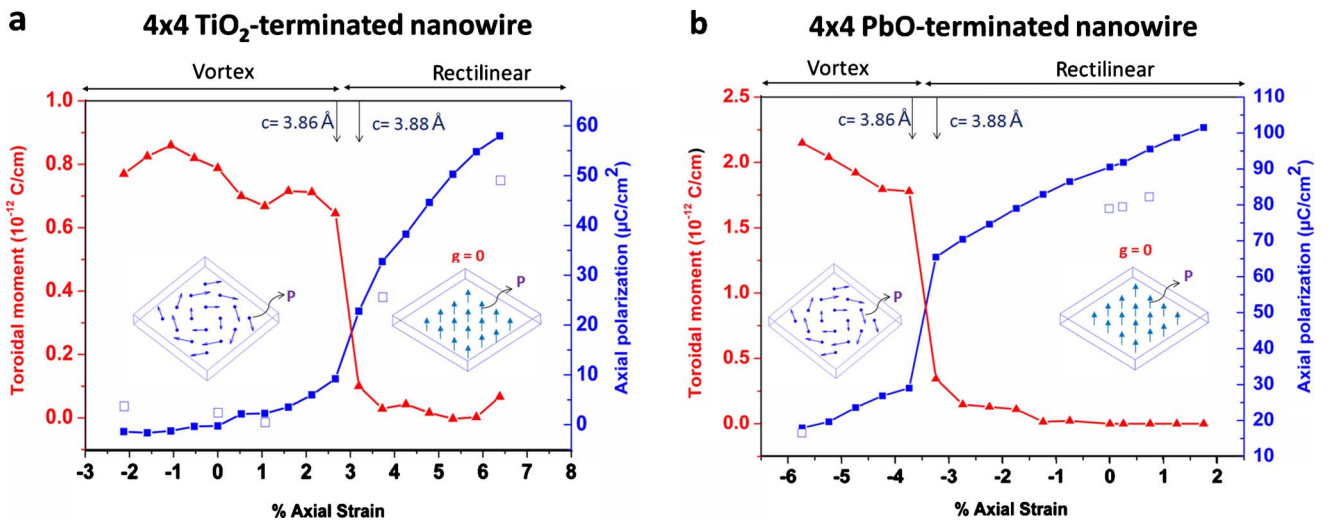 a
4x4 TiO₂-terminated nanowire
Vortex
Rectilinear
c= 3.86 Å
c= 3.88 Å
Toroidal moment (10⁻¹² C/cm)
1.0
0.8
0.6
0.4
0.2
0.0
Axial polarization (µC/cm²)
60
50
40
30
20
10
0
P
g = 0
P
-3 -2 -1 0 1 2 3 4 5 6 7 8
% Axial Strain
b
4x4 PbO-terminated nanowire
Vortex
Rectilinear
c= 3.86 Å
c= 3.88 Å
Toroidal moment (10⁻¹² C/cm)
2.5
2.0
1.5
1.0
0.5
0.0
Axial polarization (µC/cm²)
110
100
90
80
70
60
50
40
30
20
10
P
g = 0
P
-6 -5 -4 -3 -2 -1 0 1 2
% Axial Strain